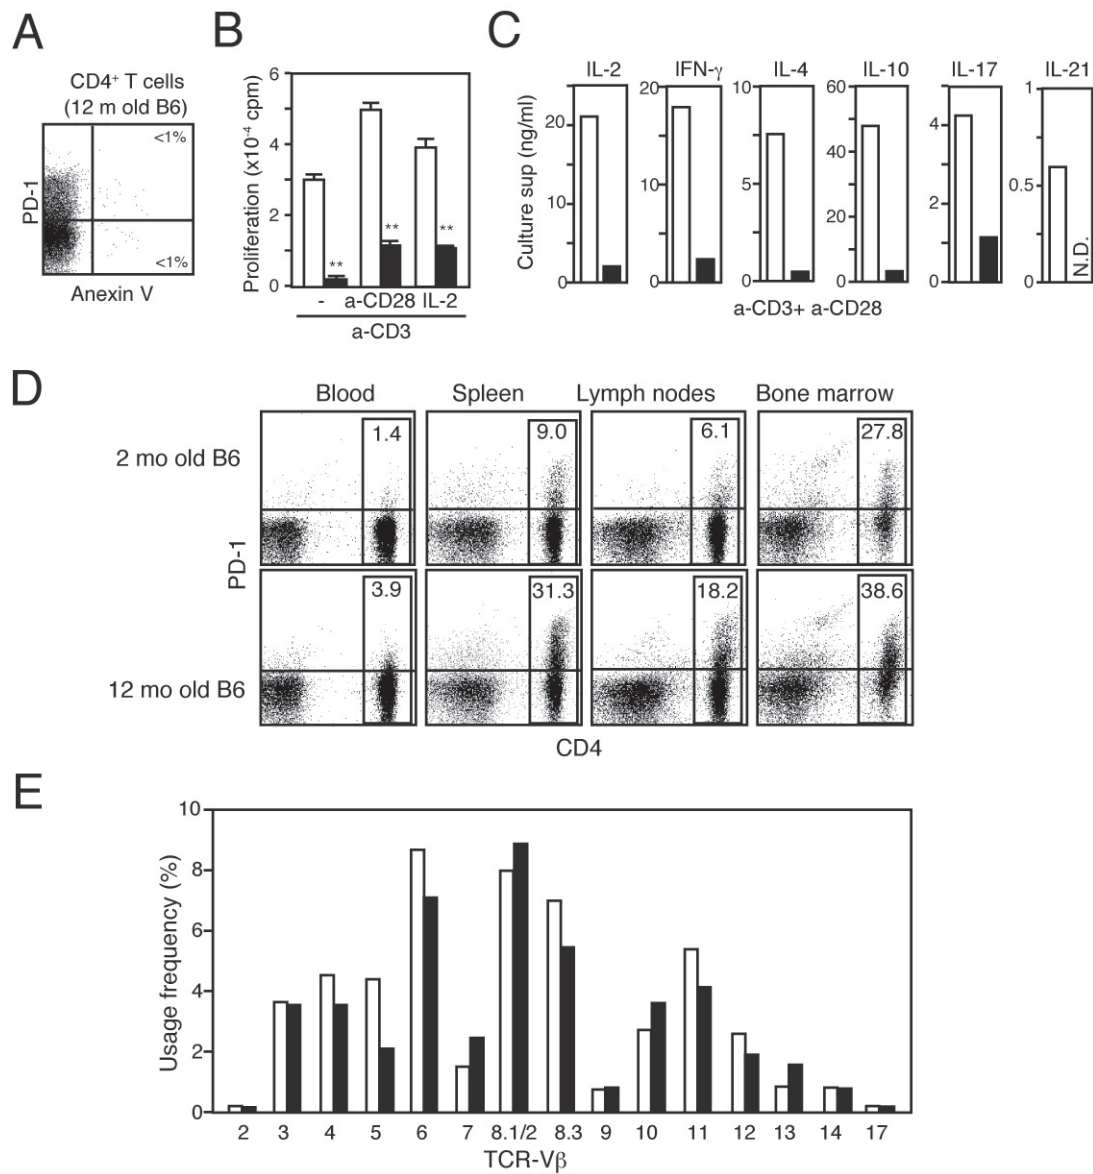 A
CD4+ T cells
(12 m old B6)
<1%
<1%
PD-1
Anexin V
B
Proliferation (x10-4 cpm)
6
4
2
0
**
**
**
- a-CD28 IL-2
a-CD3
C
Culture sup (ng/ml)
IL-2 IFN-γ IL-4 IL-10 IL-17 IL-21
20
10
0
20
10
0
10
5
0
60
40
20
0
4
2
0
1
0.5
0
N.D.
a-CD3+ a-CD28
D
Blood Spleen Lymph nodes Bone marrow
2 mo old B6
1.4 9.0 6.1 27.8
PD-1
12 mo old B6
3.9 31.3 18.2 38.6
CD4
E
Usage frequency (%)
10
8
6
4
2
0
2 3 4 5 6 7 8.1/2 8.3 9 10 11 12 13 14 17
TCR-Vβ